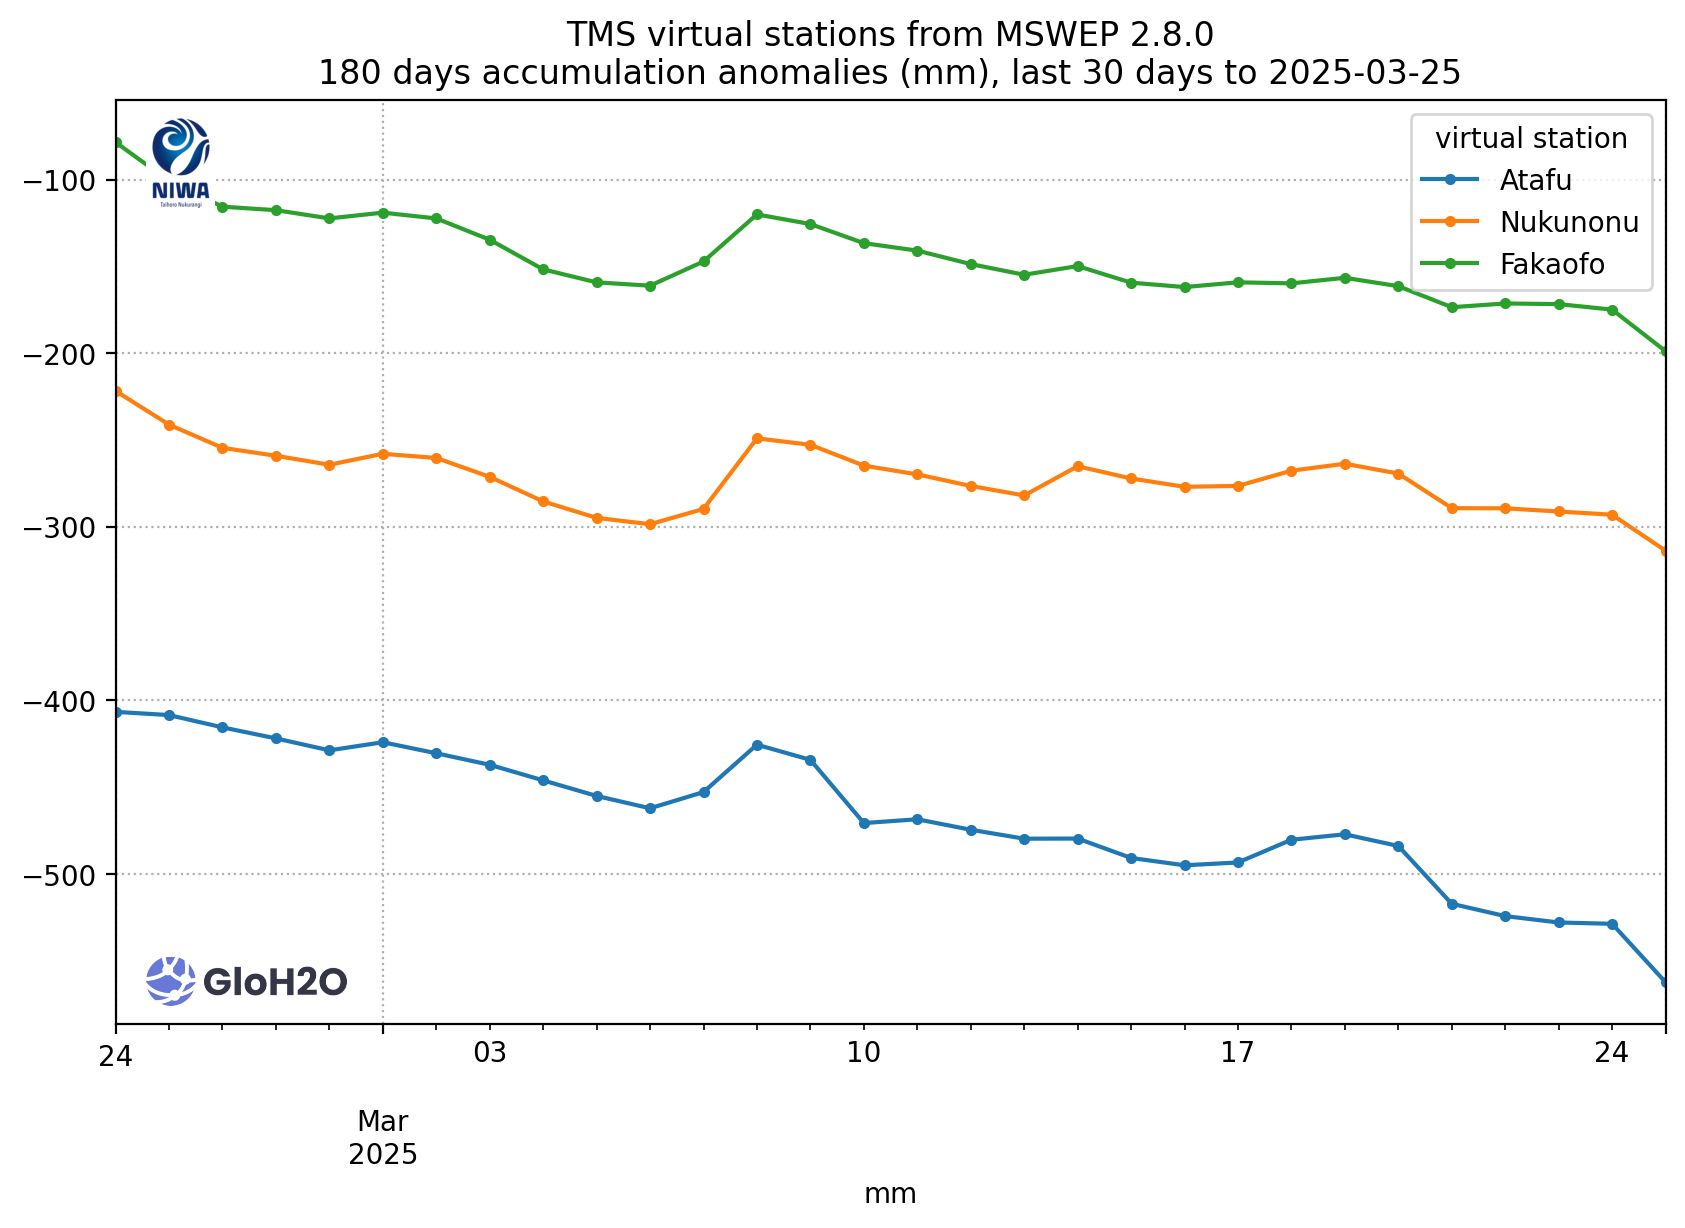 TMS virtual stations from MSWEP 2.8.0
180 days accumulation anomalies (mm), last 30 days to 2025-03-25
NIWA
Taihoro Nukurangi
virtual station
Atafu
Nukunonu
Fakaofo
−100
−200
−300
−400
−500
GloH2O
24
03
10
17
24
Mar
2025
mm